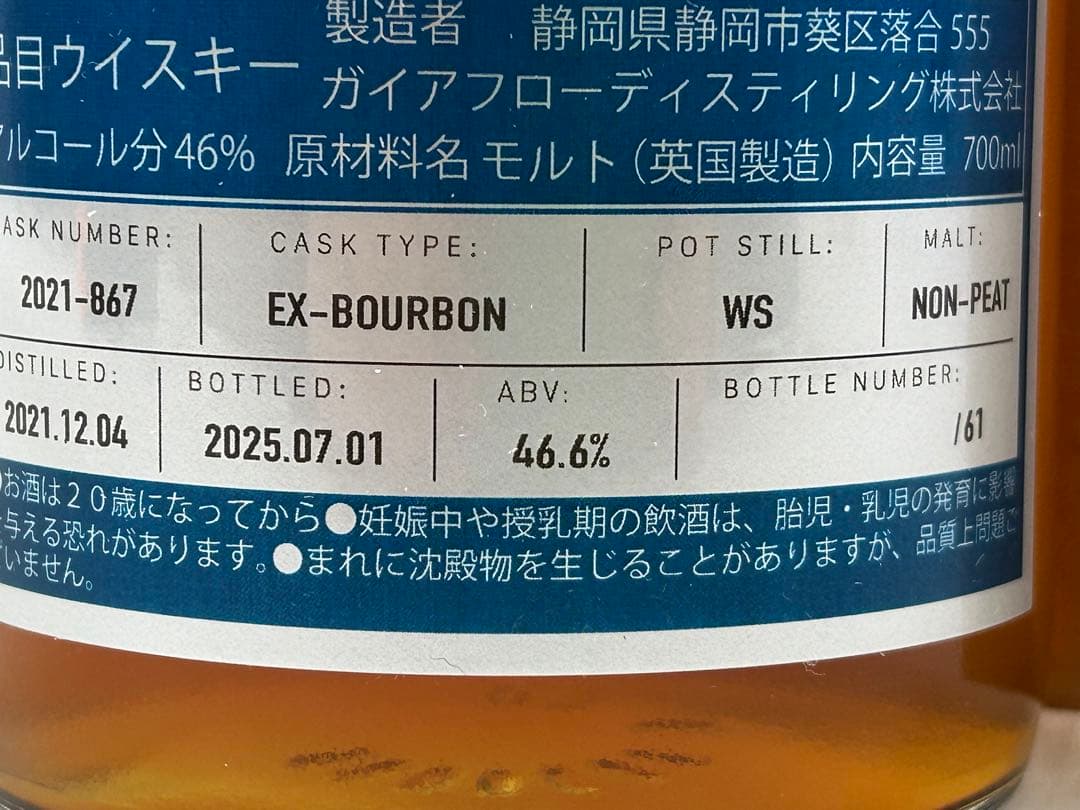 製造者 静岡県静岡市葵区落合 555
品目ウイスキー ガイアフローディスティリング株式会社
アルコール分 46% 原材料名 モルト（英国製造） 内容量 700ml
ASK NUMBER: CASK TYPE: POT STILL: MALT:
2021-867 EX-BOURBON WS NON-PEAT
DISTILLED: BOTTLED: ABV: BOTTLE NUMBER:
2021.12.04 2025.07.01 46.6% /61
●お酒は２０歳になってから●妊娠中や授乳期の飲酒は、胎児・乳児の発育に影響
を与える恐れがあります。●まれに沈殿物を生じることがありますが、品質上問題ご
ざいません。